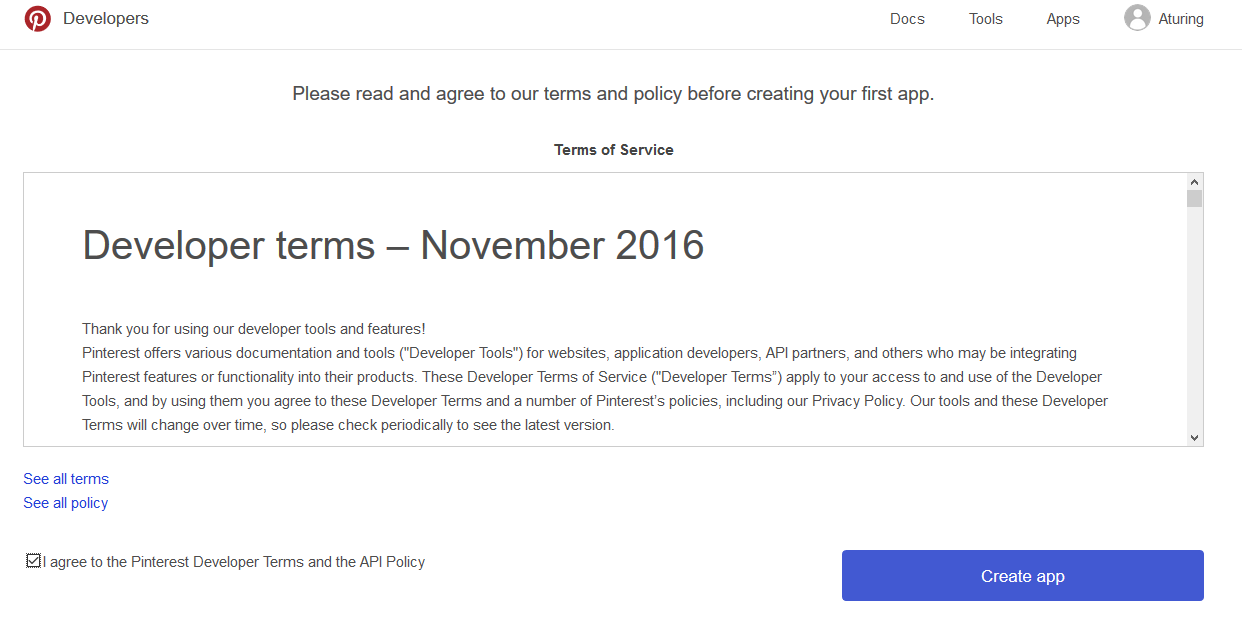 Developers
Docs
Tools
Apps
Aturing
Please read and agree to our terms and policy before creating your first app.
Terms of Service
Developer terms – November 2016
Thank you for using our developer tools and features!
Pinterest offers various documentation and tools ("Developer Tools") for websites, application developers, API partners, and others who may be integrating
Pinterest features or functionality into their products. These Developer Terms of Service ("Developer Terms”) apply to your access to and use of the Developer
Tools, and by using them you agree to these Developer Terms and a number of Pinterest’s policies, including our Privacy Policy. Our tools and these Developer
Terms will change over time, so please check periodically to see the latest version.
See all terms
See all policy
I agree to the Pinterest Developer Terms and the API Policy
Create app